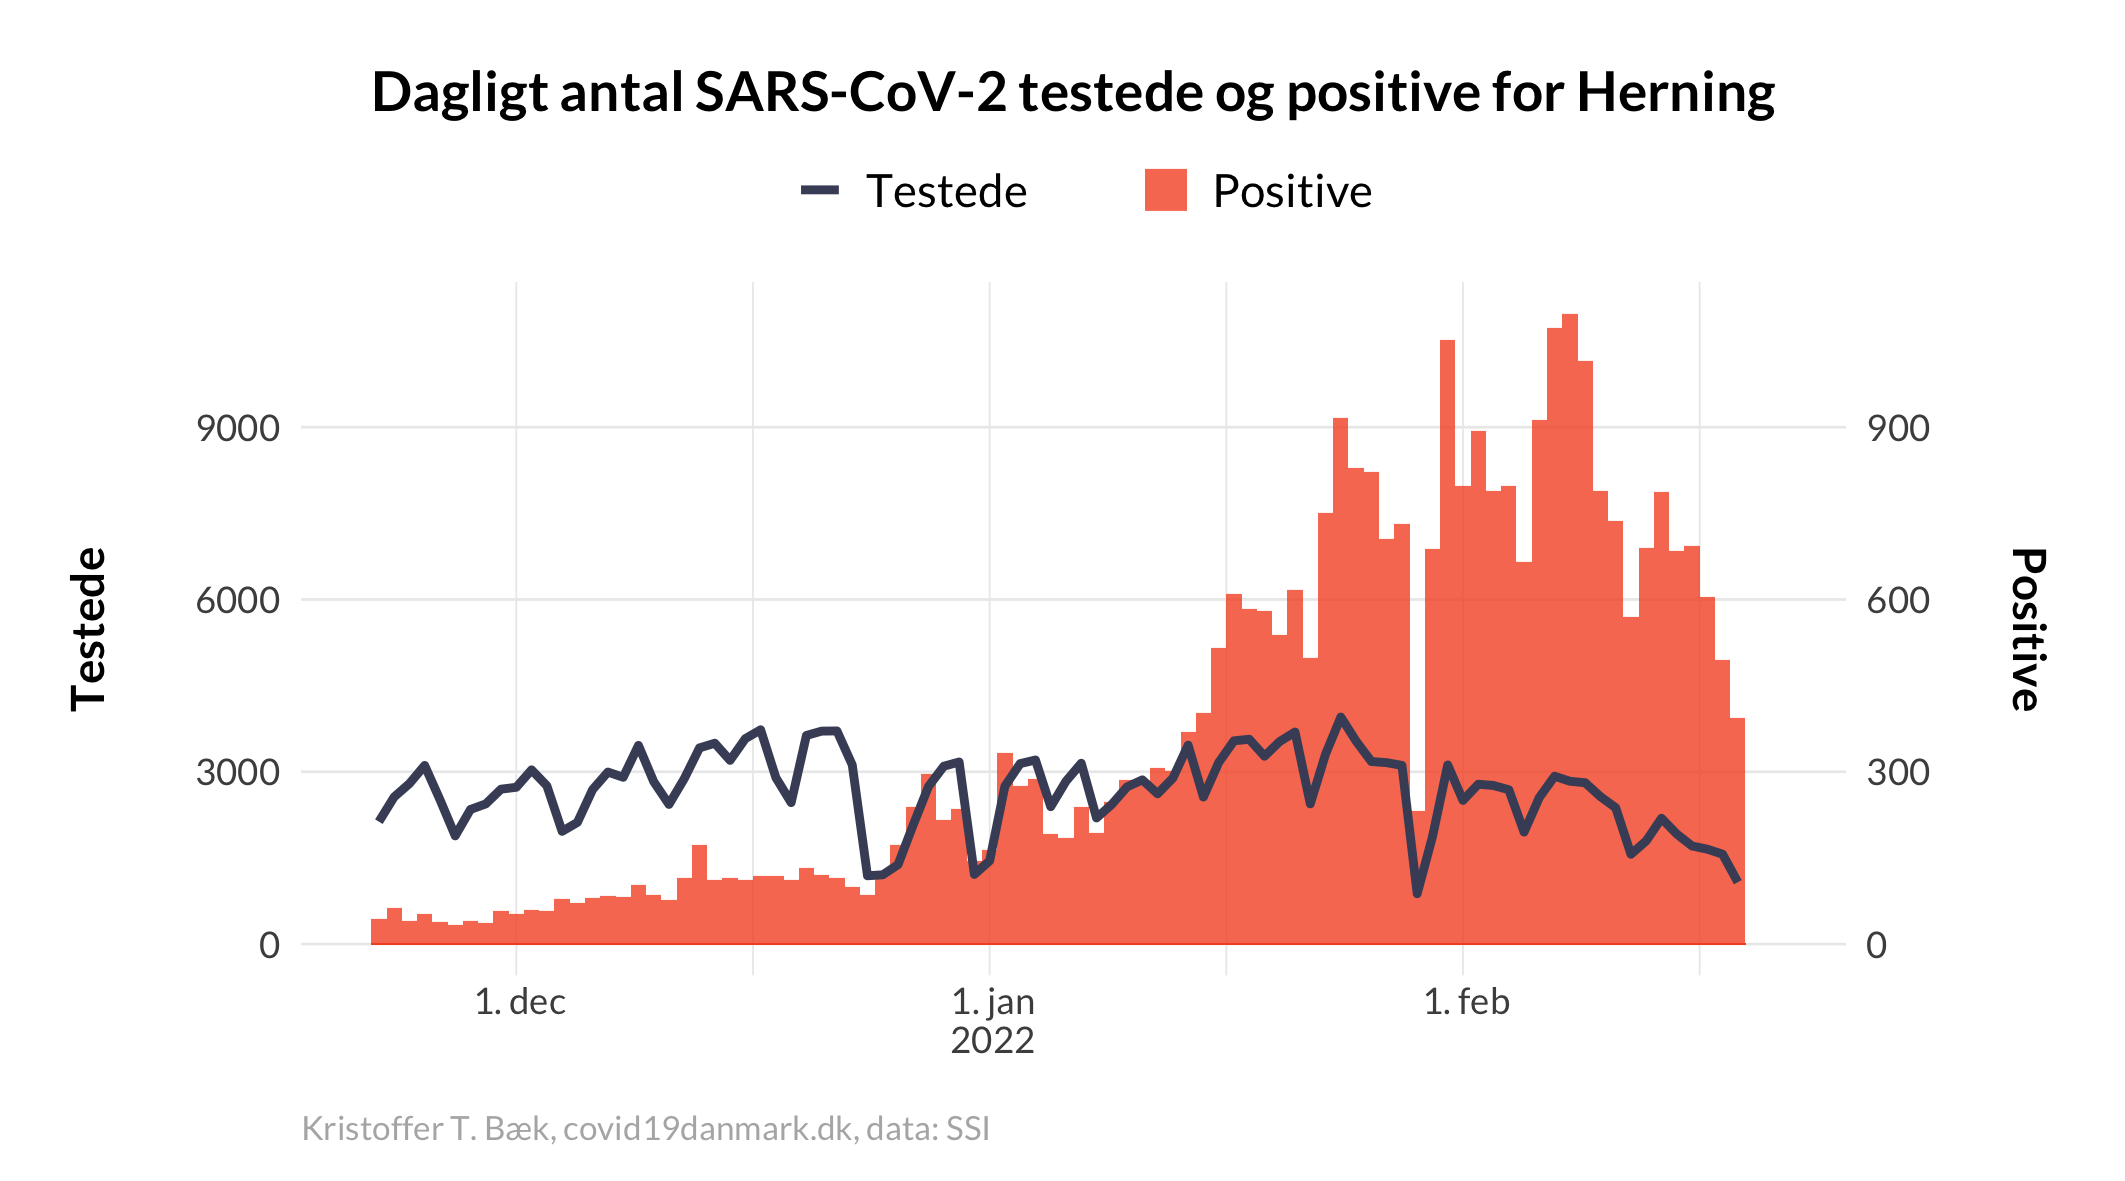 Dagligt antal SARS-CoV-2 testede og positive for Herning
Testede
Positive
Testede
9000
6000
3000
0
900
600
300
0
Positive
1. dec
1. jan
2022
1. feb
Kristoffer T. Bæk, covid19danmark.dk, data: SSI